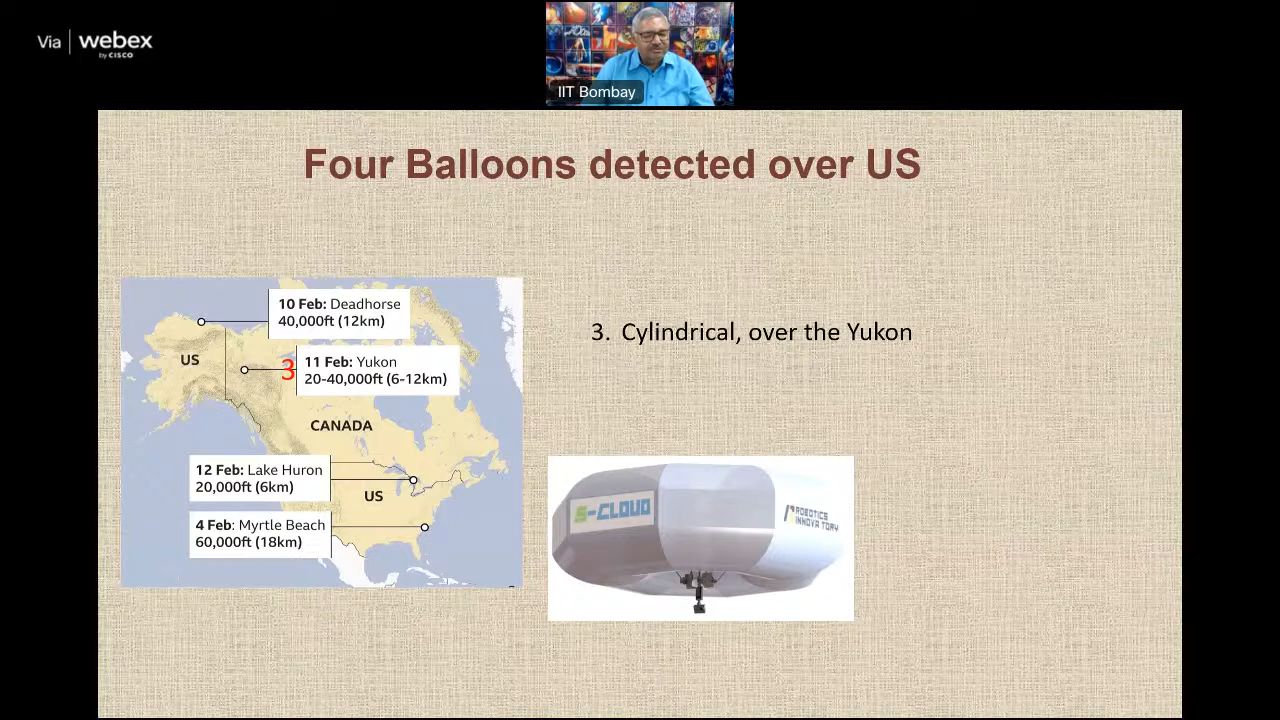 Via webex
by CISCO
IIT Bombay
Four Balloons detected over US
10 Feb: Deadhorse
40,000ft (12km)
US
3
11 Feb: Yukon
20-40,000ft (6-12km)
CANADA
12 Feb: Lake Huron
20,000ft (6km)
US
4 Feb: Myrtle Beach
60,000ft (18km)
3. Cylindrical, over the Yukon
S-CLOUD
ROBOTICS
INNOVATORY